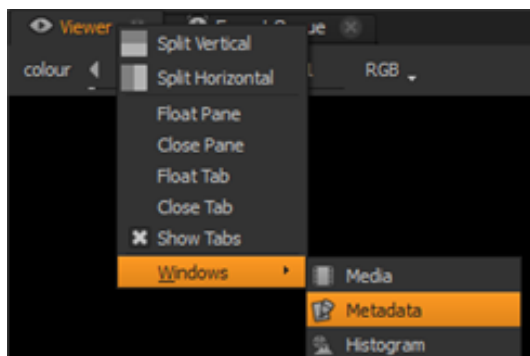 Viewer
Split Vertical
colour
RGB
Split Horizontal
Float Pane
Close Pane
Float Tab
Close Tab
Show Tabs
Windows
Media
Metadata
Histogram